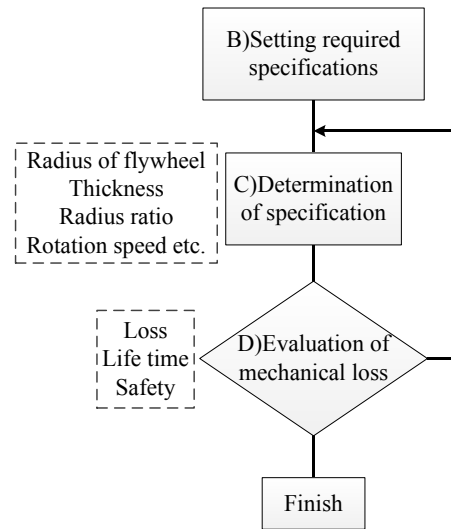 B)Setting required
specifications
Radius of flywheel
Thickness
Radius ratio
Rotation speed etc.
C)Determination
of specification
Loss
Life time
Safety
D)Evaluation of
mechanical loss
Finish